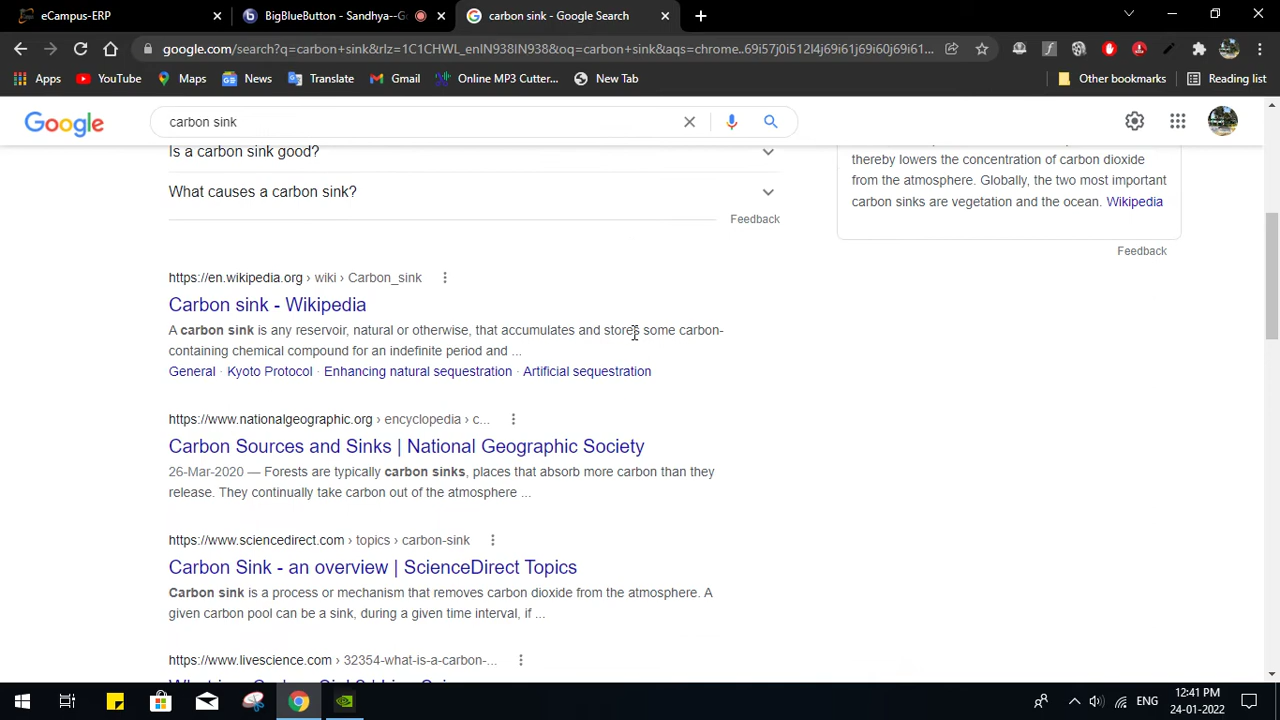 eCampus-ERP
BigBlueButton - Sandhya--G
carbon sink - Google Search
google.com/search?q=carbon+sink&rlz=1C1CHWL_enIN938IN938&oq=carbon+sink&aqs=chrome..69i57j0i512l4j69i61j69i60j69i61...
Apps
YouTube
Maps
News
Translate
Gmail
Online MP3 Cutter...
New Tab
Other bookmarks
Reading list
Google
carbon sink
Is a carbon sink good?
What causes a carbon sink?
Feedback
thereby lowers the concentration of carbon dioxide
from the atmosphere. Globally, the two most important
carbon sinks are vegetation and the ocean. Wikipedia
Feedback
https://en.wikipedia.org › wiki › Carbon_sink
Carbon sink - Wikipedia
A carbon sink is any reservoir, natural or otherwise, that accumulates and stores some carbon-
containing chemical compound for an indefinite period and ...
General · Kyoto Protocol · Enhancing natural sequestration · Artificial sequestration
https://www.nationalgeographic.org › encyclopedia › c...
Carbon Sources and Sinks | National Geographic Society
26-Mar-2020 — Forests are typically carbon sinks, places that absorb more carbon than they
release. They continually take carbon out of the atmosphere ...
https://www.sciencedirect.com › topics › carbon-sink
Carbon Sink - an overview | ScienceDirect Topics
Carbon sink is a process or mechanism that removes carbon dioxide from the atmosphere. A
given carbon pool can be a sink, during a given time interval, if ...
https://www.livescience.com › 32354-what-is-a-carbon-...
ENG
12:41 PM
24-01-2022